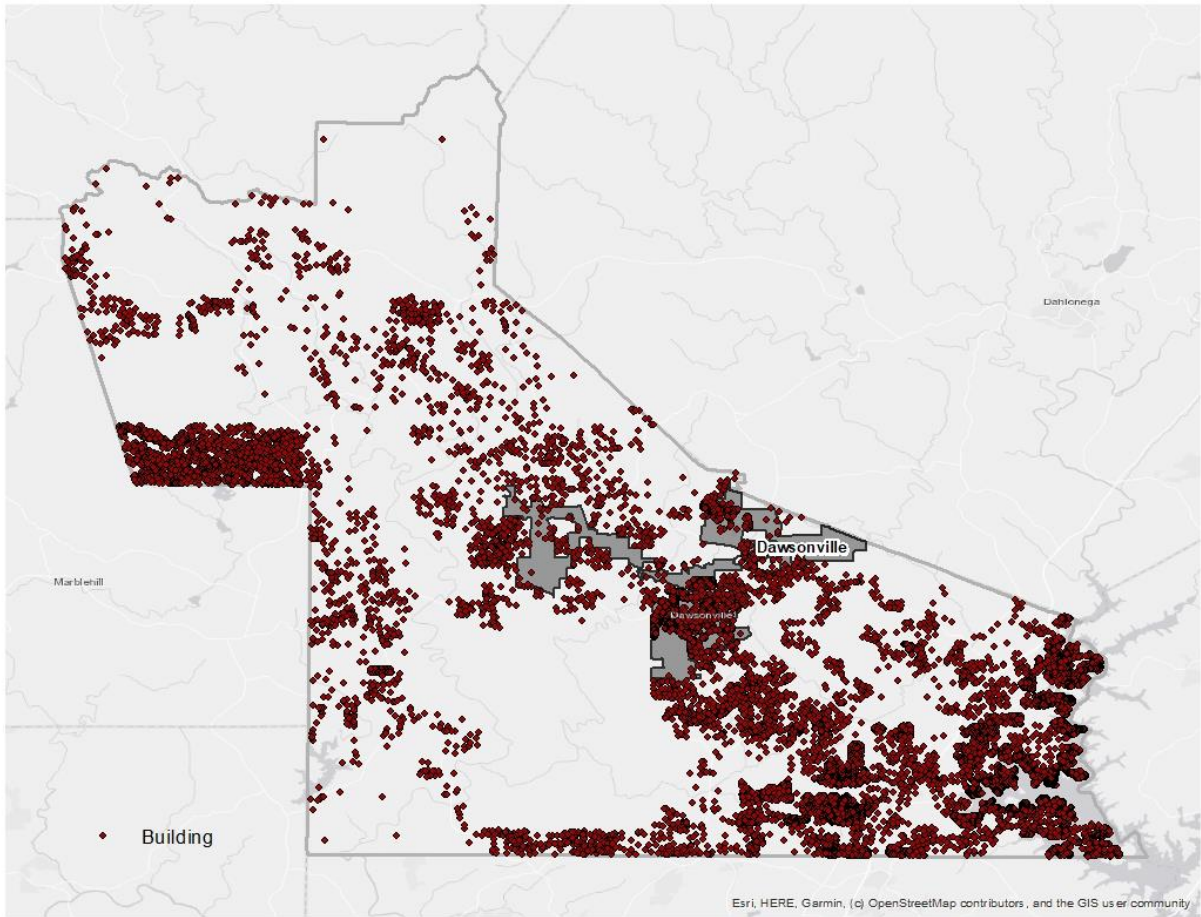 Dahlonega
Dawsonville
Marblehill
Dawsonville
Building
Esri, HERE, Garmin, (c) OpenStreetMap contributors, and the GIS user community